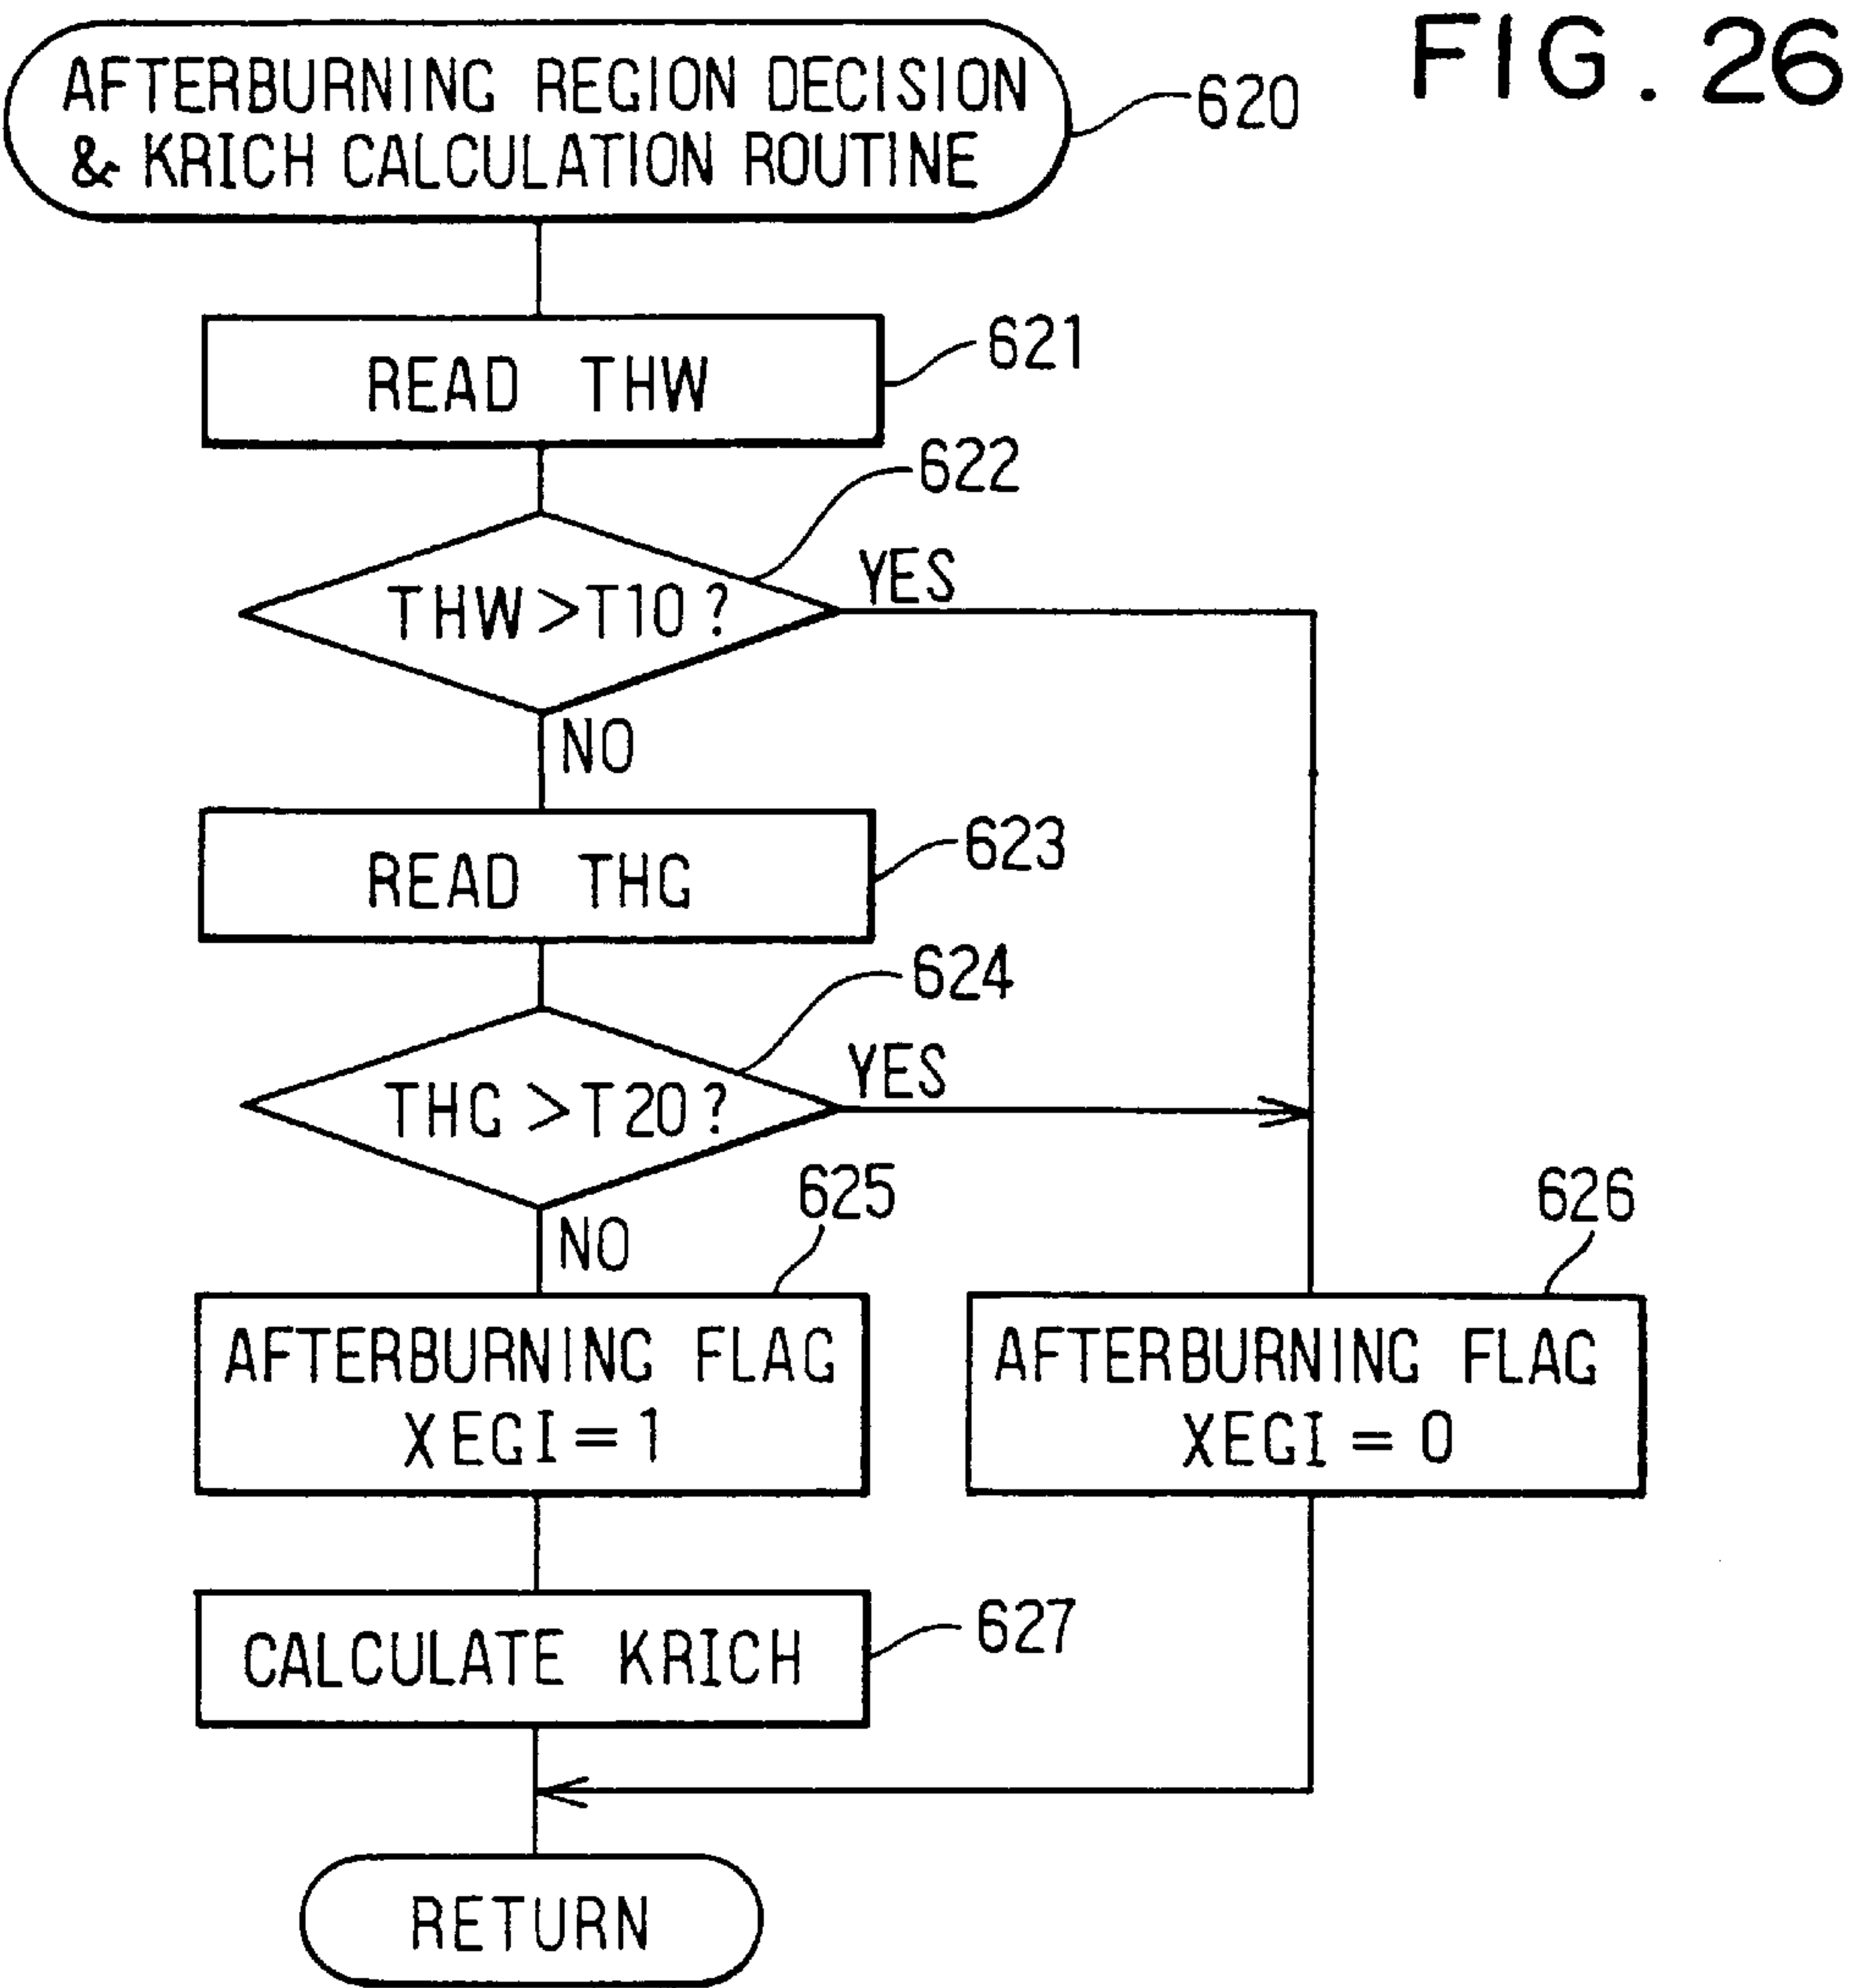 FIG. 26
AFTERBURNING REGION DECISION
& KRICH CALCULATION ROUTINE
620
READ THW
621
622
THW>T10?
YES
NO
READ THG
623
624
THG>T20?
YES
NO
625
626
AFTERBURNING FLAG
XEGI=1
AFTERBURNING FLAG
XEGI=0
CALCULATE KRICH
627
RETURN